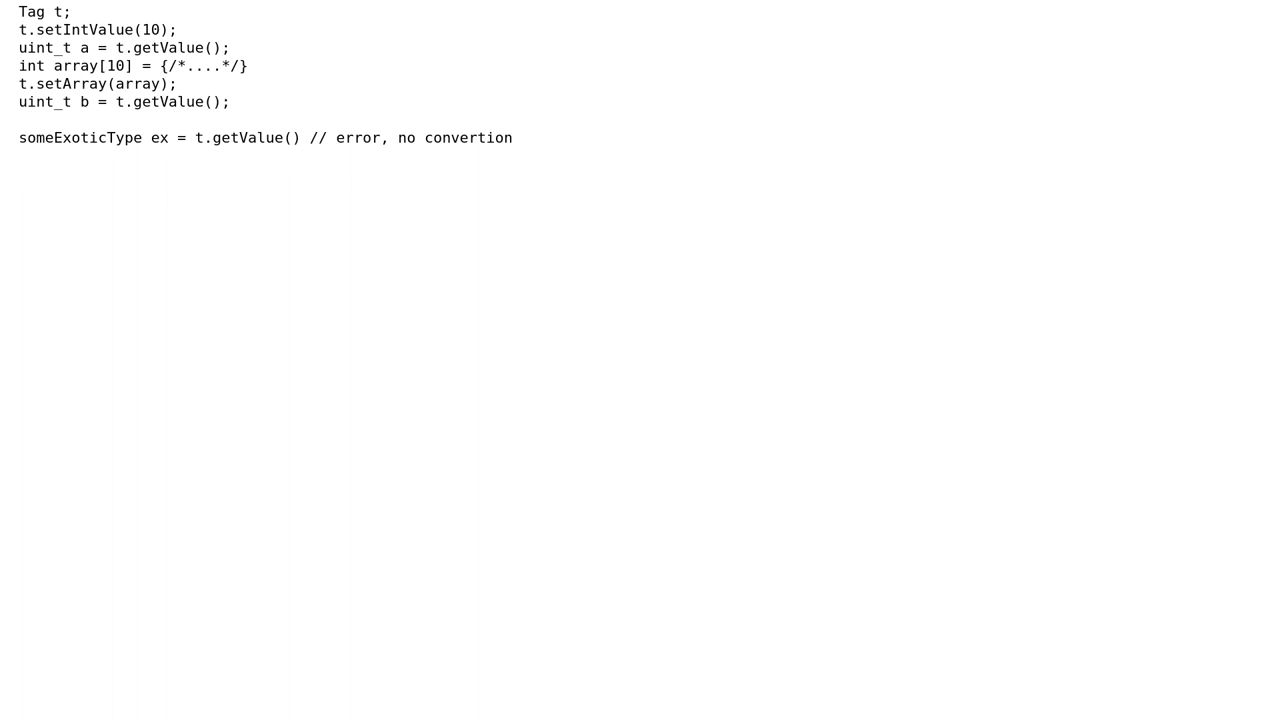 Tag t;
t.setIntValue(10);
uint_t a = t.getValue();
int array[10] = {/*....*/}
t.setArray(array);
uint_t b = t.getValue();
someExoticType ex = t.getValue() // error, no convertion